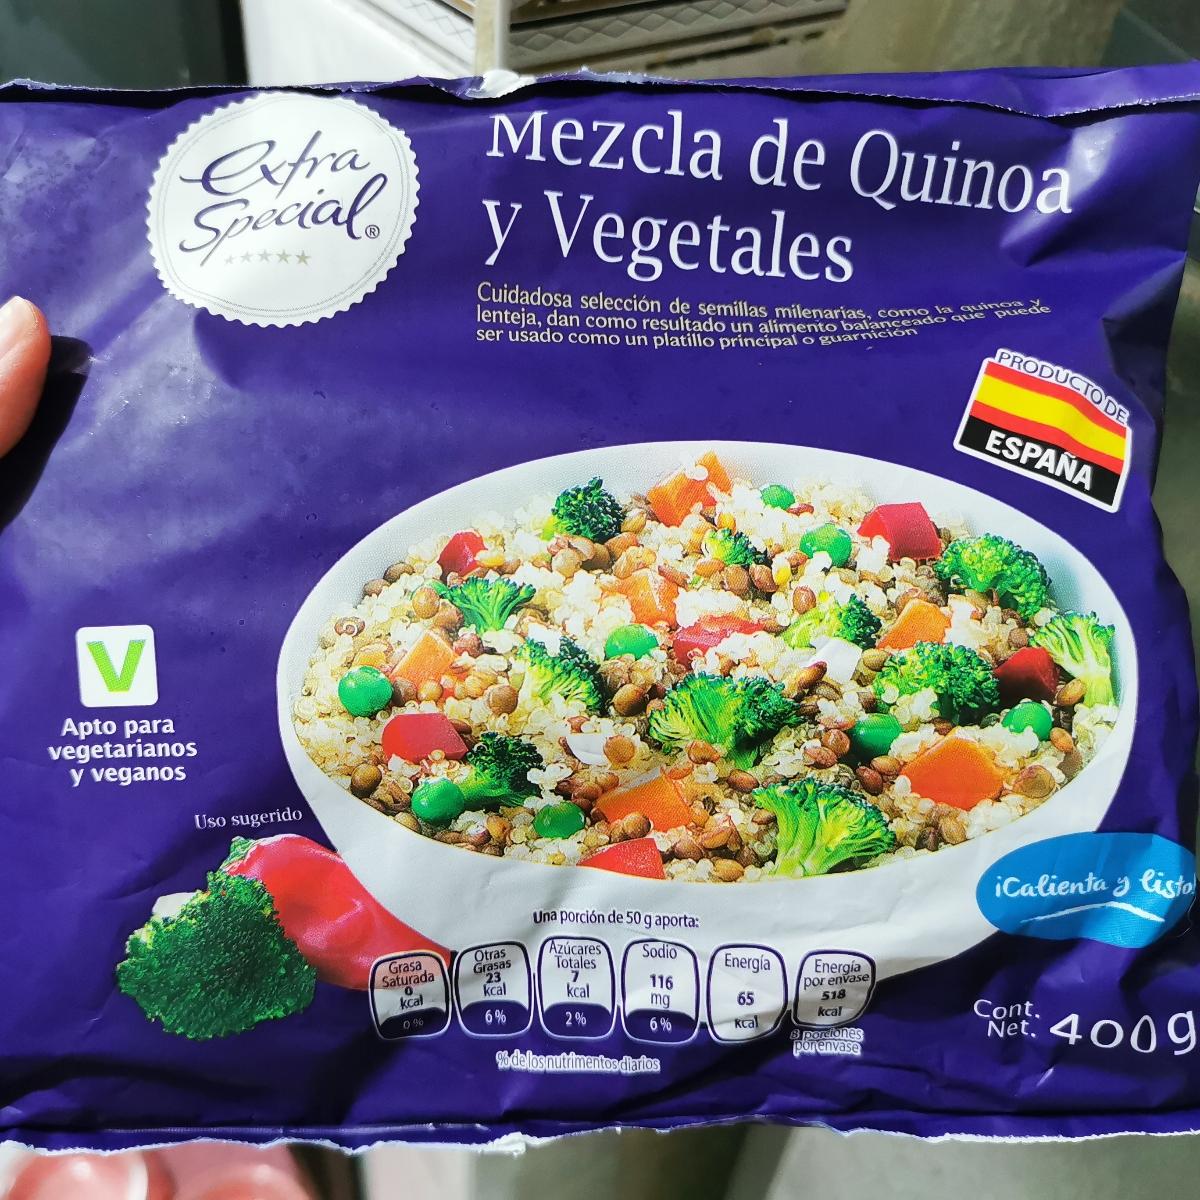 Extra
Special®
Mezcla de Quinoa
y Vegetales
Cuidadosa selección de semillas milenarias, como la quinoa y
lenteja, dan como resultado un alimento balanceado que puede
ser usado como un platillo principal o guarnición
PRODUCTO DE
ESPAÑA
V
Apto para
vegetarianos
y veganos
Uso sugerido
¡Calienta y listo!
Una porción de 50 g aporta:
Grasa
Saturada
0
kcal
0 %
Otras
Grasas
23
kcal
6 %
Azúcares
Totales
7
kcal
2 %
Sodio
116
mg
6 %
Energía
65
kcal
Energía
por envase
518
kcal
8 porciones
por envase
% de los nutrimentos diarios
Cont.
Net. 400g